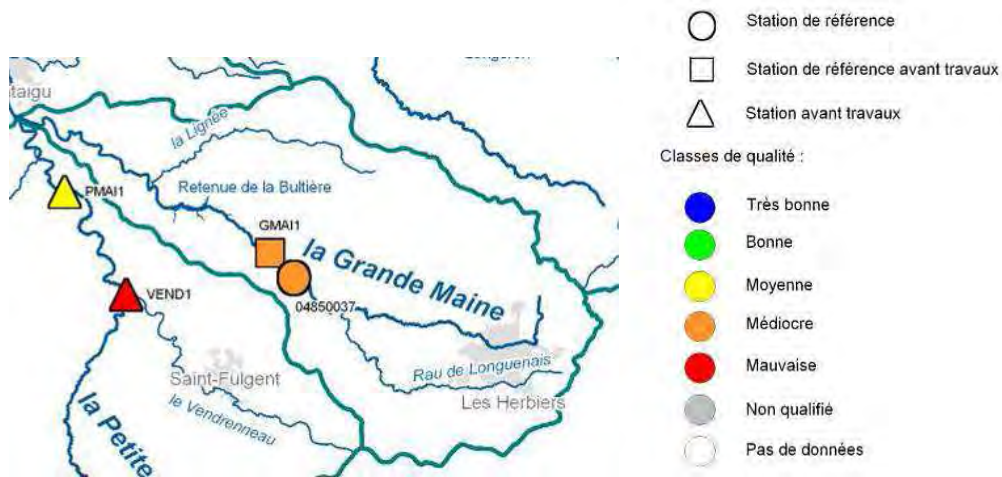 taigu
la Lignée
PMAI1
Retenue de la Bultière
GMAI1
la Grande Maine
VEND1
04850037
Rau de Longuenais
Saint-Fulgent
Les Herbiers
le Vendrenneau
la Petite
Station de référence
Station de référence avant travaux
Station avant travaux
Classes de qualité :
Très bonne
Bonne
Moyenne
Médiocre
Mauvaise
Non qualifié
Pas de données